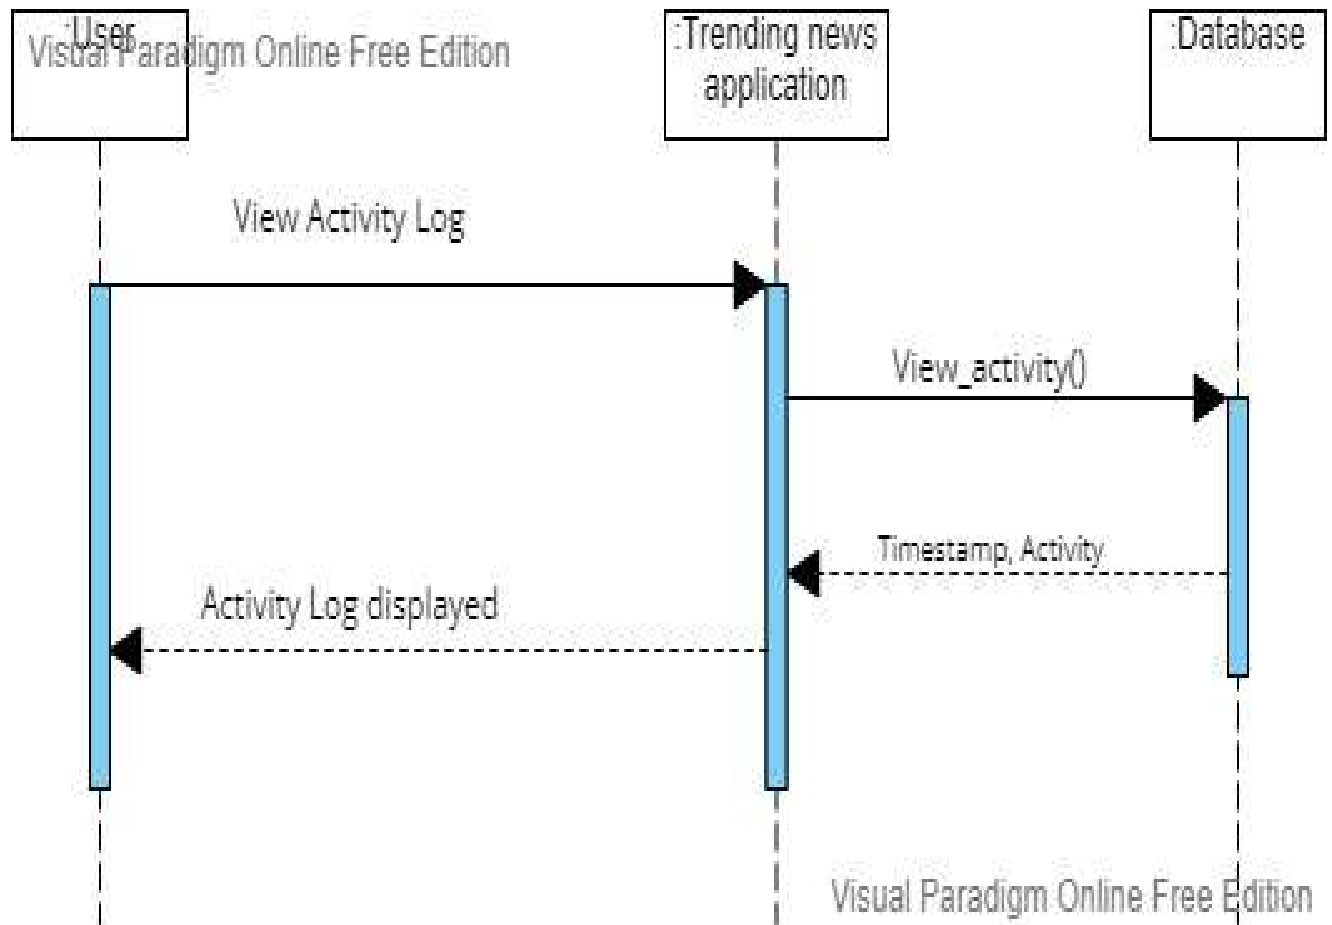 :User
Visual Paradigm Online Free Edition
:Trending news
application
:Database
View Activity Log
View_activity()
Timestamp, Activity
Activity Log displayed
Visual Paradigm Online Free Edition